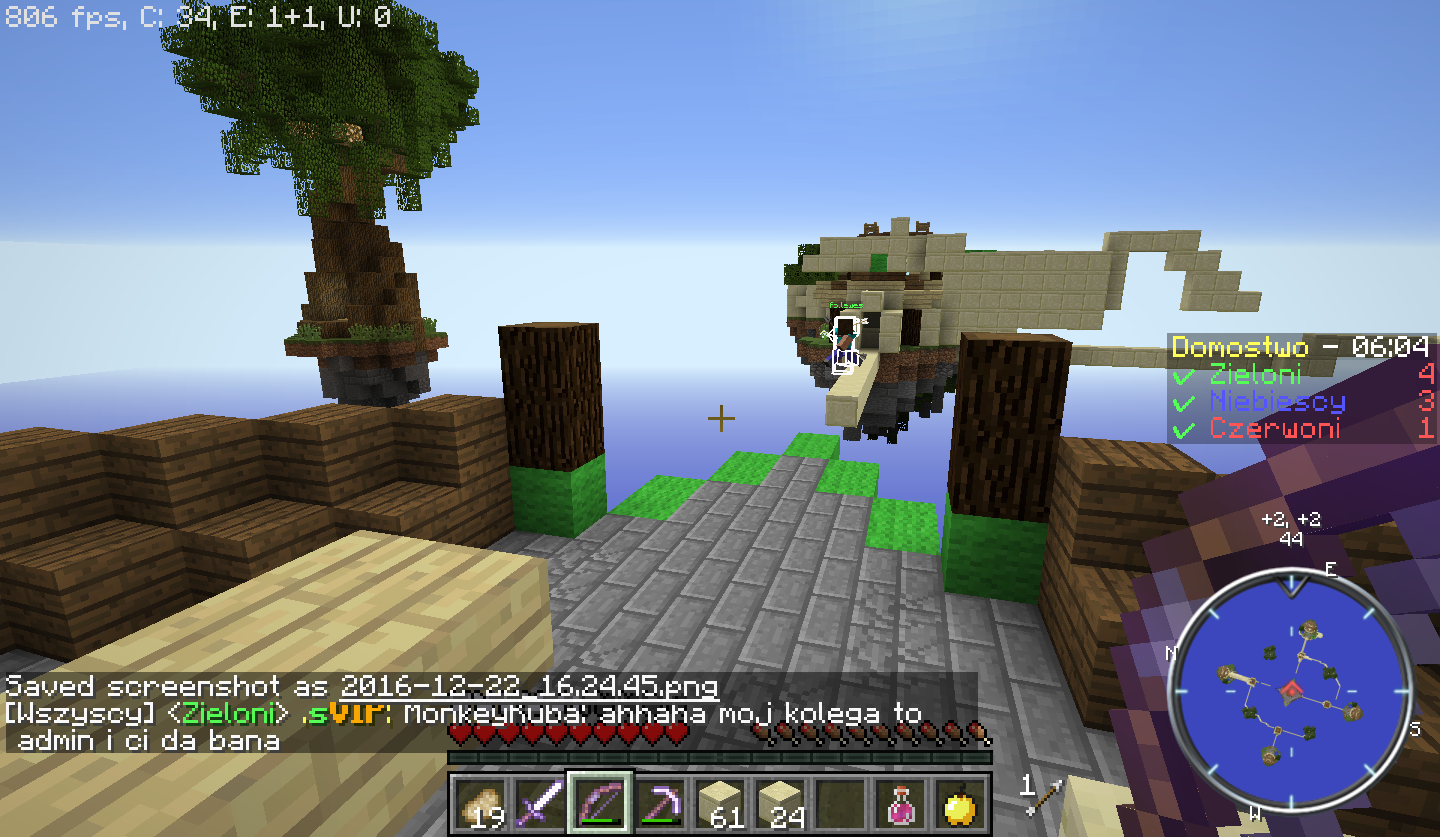 806 fps, C: 34, E: 1+1, U: 0
Domostwo - 06:04
Zieloni 4
Niebiescy 3
Czerwoni 1
+2, +2
44
E
N
S
W
Saved screenshot as 2016-12-22_16.24.45.png
[Wszyscy] <Zieloni> .sVIP: MonkeyKuba: ahhaha moj kolega to
admin i ci da bana
19
61
24
1